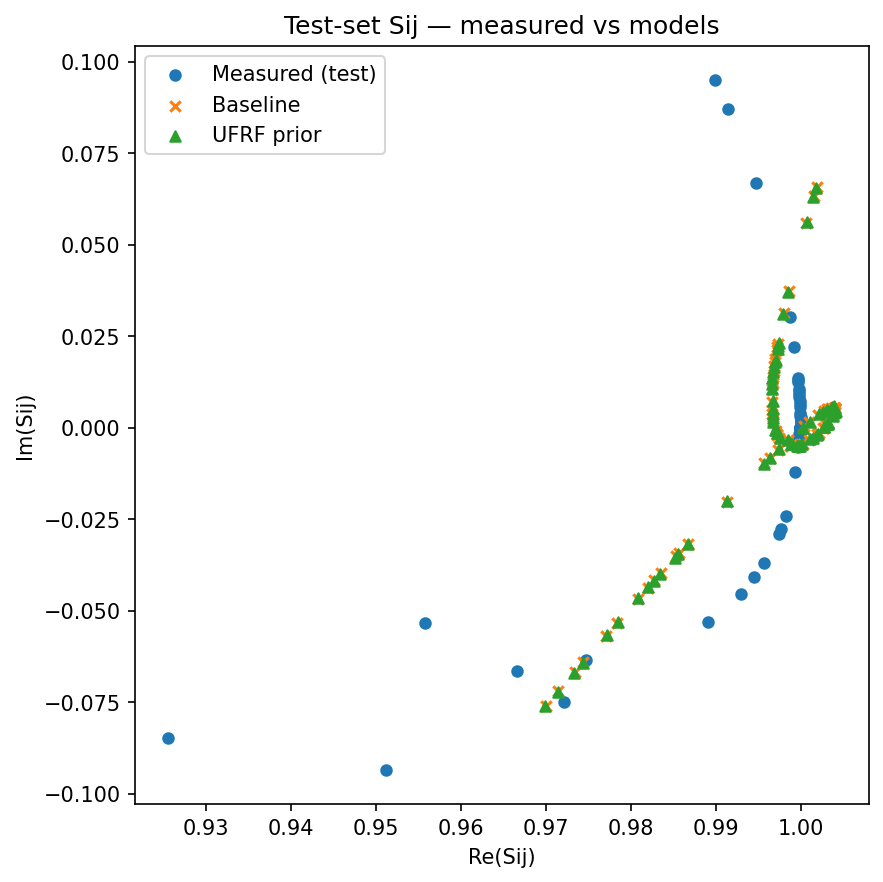 Test-set Sij — measured vs models
Measured (test)
Baseline
UFRF prior
0.100
0.075
0.050
0.025
0.000
−0.025
−0.050
−0.075
−0.100
Im(Sij)
0.93 0.94 0.95 0.96 0.97 0.98 0.99 1.00
Re(Sij)